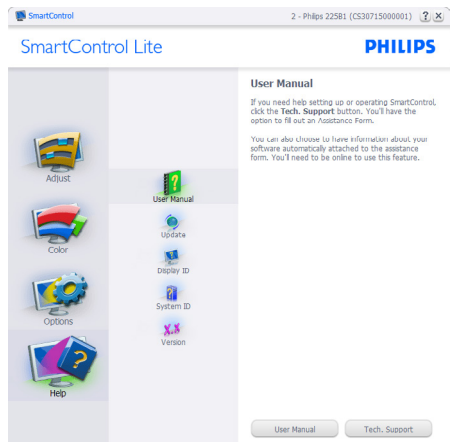 SmartControl
2 - Philips 225B1 (CS30715000001) ? X
SmartControl Lite
PHILIPS
Adjust
Color
Options
Help
User Manual
Update
Display ID
System ID
X.X
Version
User Manual
If you need help setting up or operating SmartControl,
click the Tech. Support button. You'll have the
option to fill out an Assistance Form.
You can also choose to have information about your
software automatically attached to the assistance
form. You'll need to be online to use this feature.
User Manual
Tech. Support